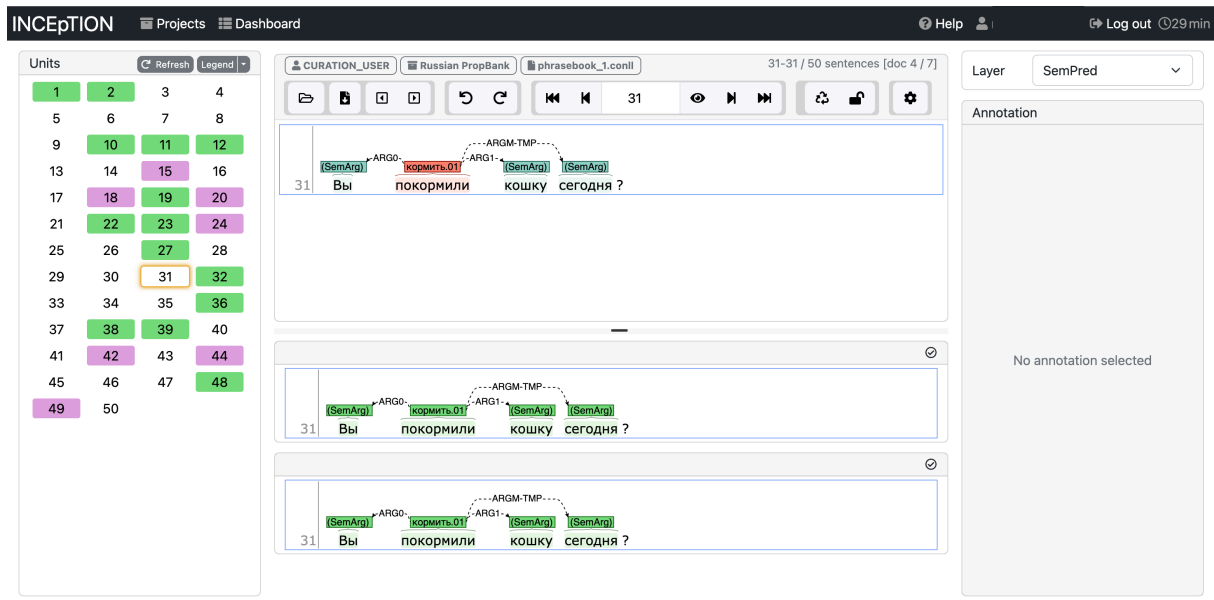 INCEpTION Projects Dashboard Help Log out 29 min
Units Refresh Legend
1 2 3 4
5 6 7 8
9 10 11 12
13 14 15 16
17 18 19 20
21 22 23 24
25 26 27 28
29 30 31 32
33 34 35 36
37 38 39 40
41 42 43 44
45 46 47 48
49 50
CURATION_USER Russian PropBank phrasebook_1.conll 31-31 / 50 sentences [doc 4 / 7]
31
ARGM-TMP
ARG0 ARG1
(SemArg) кормить.01 (SemArg) (SemArg)
31 Вы покормили кошку сегодня ?
ARGM-TMP
ARG0 ARG1
(SemArg) кормить.01 (SemArg) (SemArg)
31 Вы покормили кошку сегодня ?
ARGM-TMP
ARG0 ARG1
(SemArg) кормить.01 (SemArg) (SemArg)
31 Вы покормили кошку сегодня ?
Layer SemPred
Annotation
No annotation selected